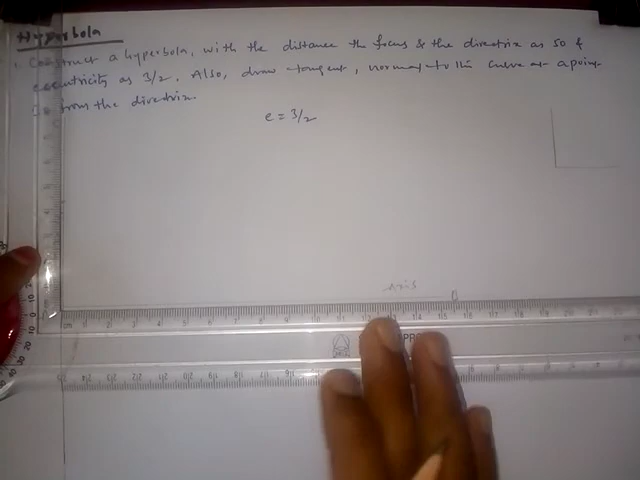 Hyperbola
1. Construct a hyperbola, with the distance the focus & the directrix as 50 &
eccentricity as 3/2. Also, draw tangent, normal to the curve at a point
from the directrix.
e = 3/2
axis